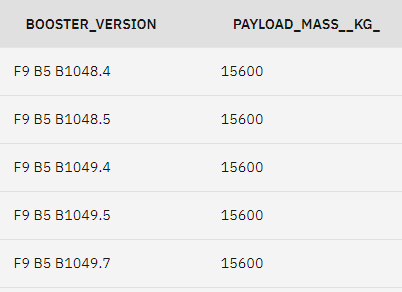 BOOSTER_VERSION PAYLOAD_MASS__KG_
F9 B5 B1048.4 15600
F9 B5 B1048.5 15600
F9 B5 B1049.4 15600
F9 B5 B1049.5 15600
F9 B5 B1049.7 15600